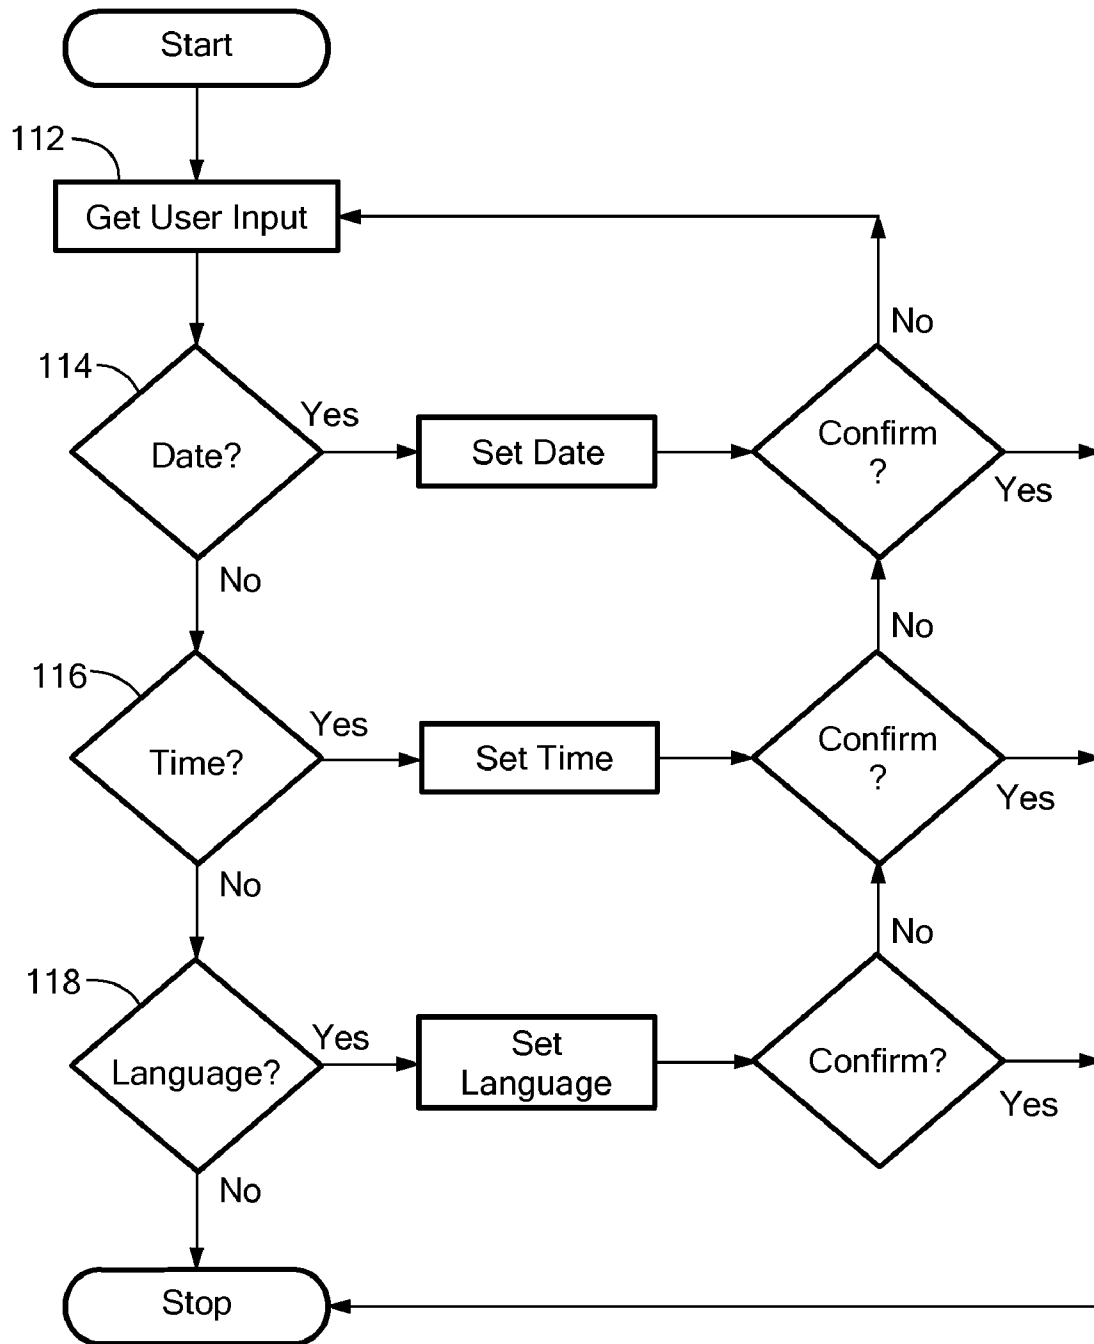 Start
112
Get User Input
No
114
Date?
Yes
Set Date
Confirm
?
Yes
No
No
116
Time?
Yes
Set Time
Confirm
?
Yes
No
No
118
Language?
Yes
Set
Language
Confirm?
Yes
No
Stop